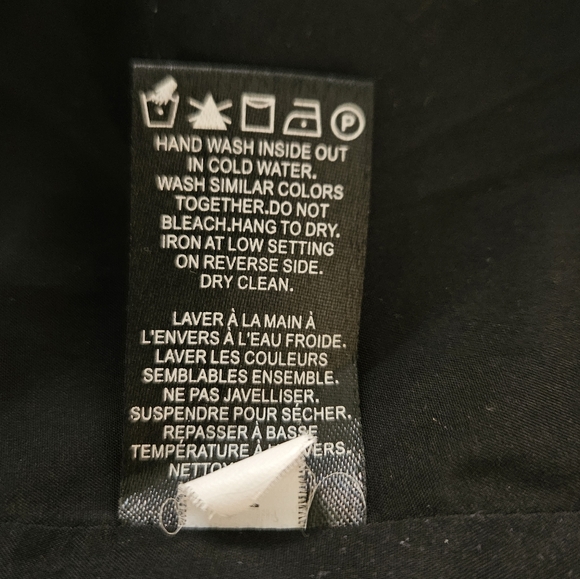 P
HAND WASH INSIDE OUT
IN COLD WATER.
WASH SIMILAR COLORS
TOGETHER.DO NOT
BLEACH.HANG TO DRY.
IRON AT LOW SETTING
ON REVERSE SIDE.
DRY CLEAN.
LAVER À LA MAIN À
L'ENVERS À L'EAU FROIDE.
LAVER LES COULEURS
SEMBLABLES ENSEMBLE.
NE PAS JAVELLISER.
SUSPENDRE POUR SÉCHER.
REPASSER À BASSE
TEMPÉRATURE À